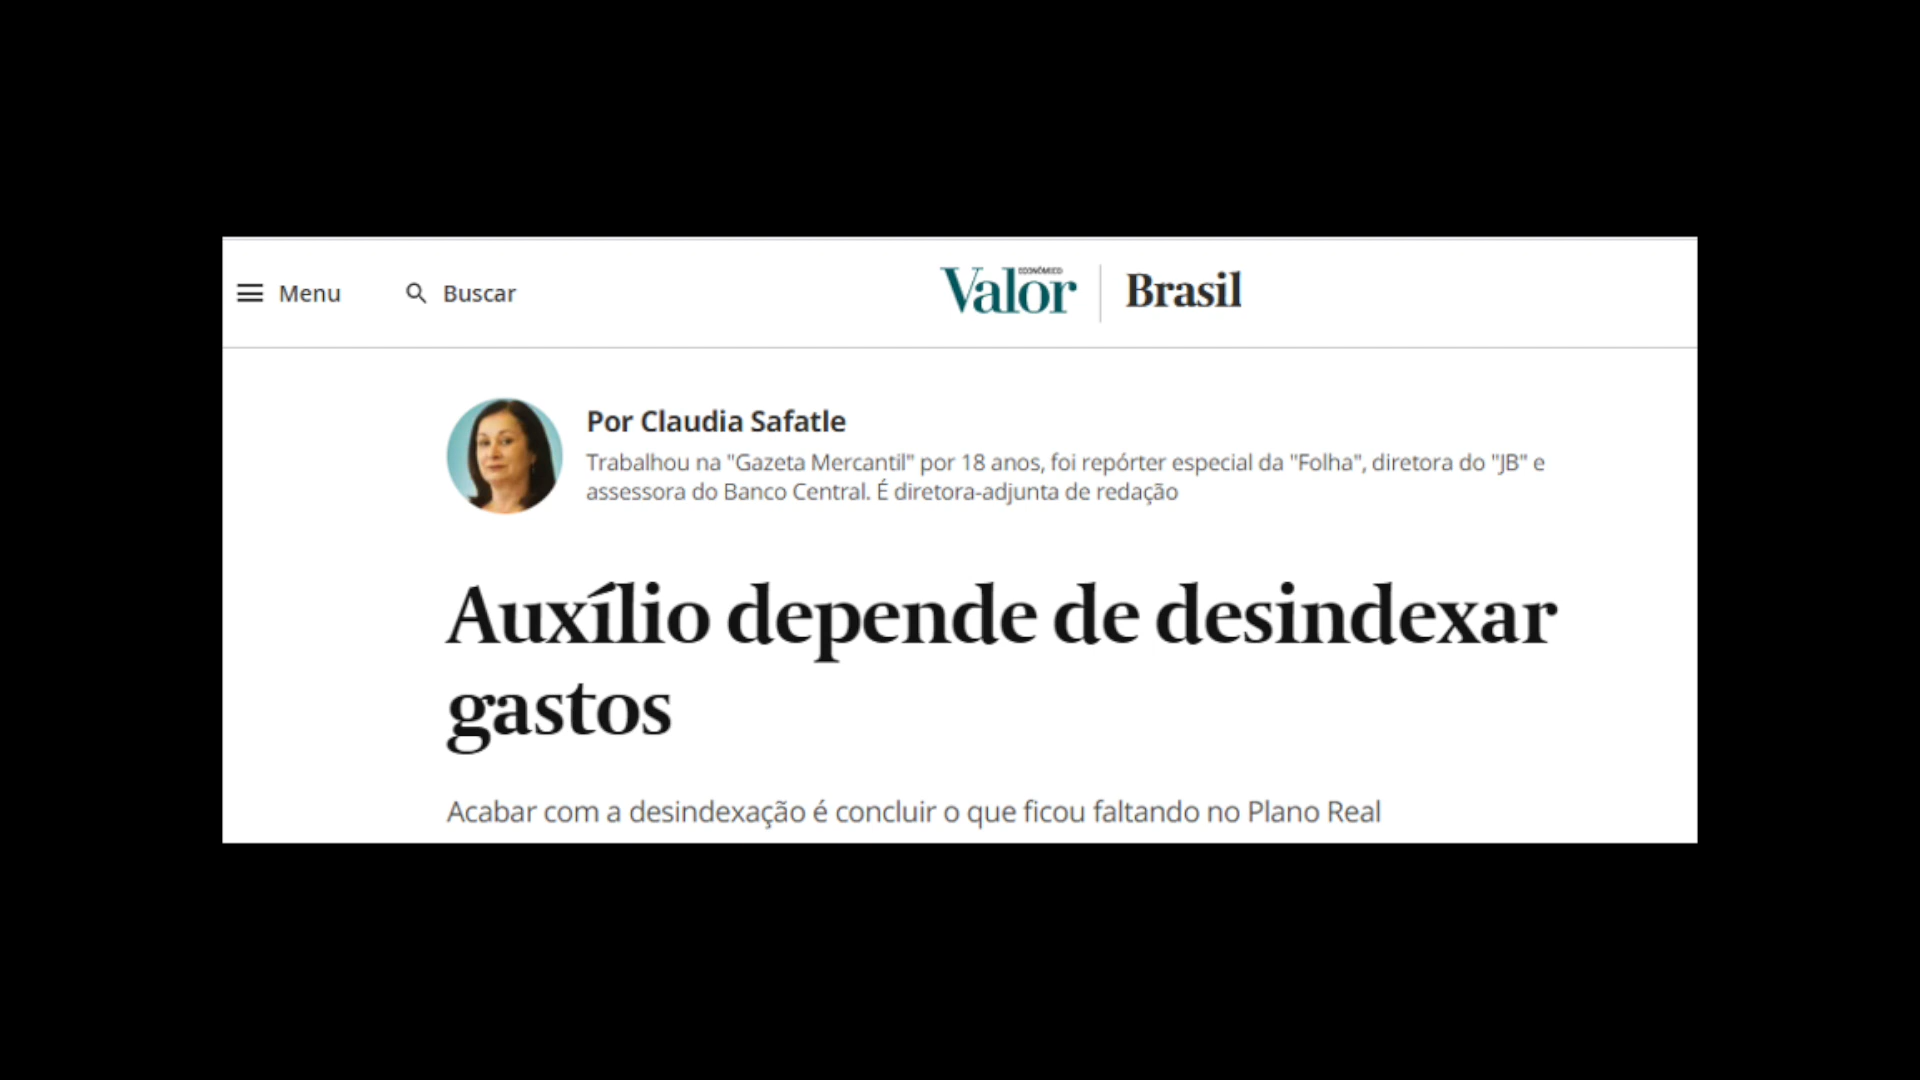 Menu
Buscar
Valor ECONÔMICO
Brasil
Por Claudia Safatle
Trabalhou na "Gazeta Mercantil" por 18 anos, foi repórter especial da "Folha", diretora do "JB" e
assessora do Banco Central. É diretora-adjunta de redação
Auxílio depende de desindexar
gastos
Acabar com a desindexação é concluir o que ficou faltando no Plano Real